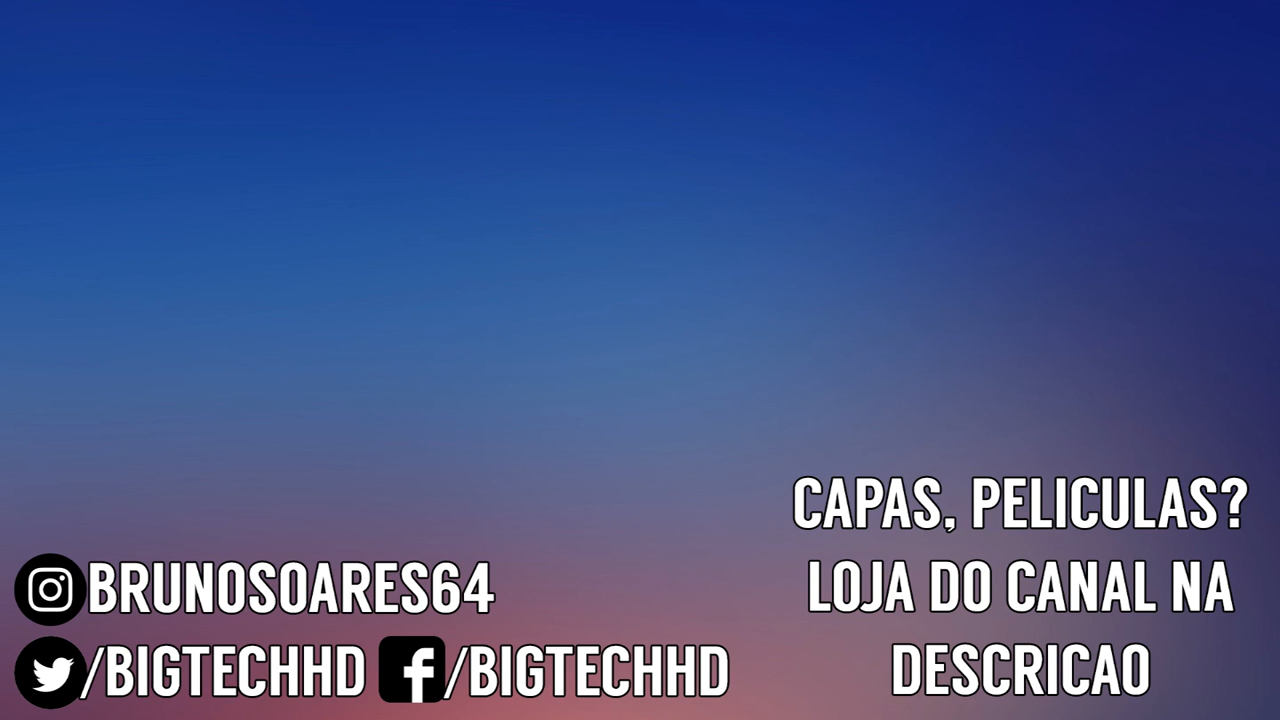 CAPAS, PELICULAS?
LOJA DO CANAL NA
DESCRICAO
BRUNOSOARES64
/BIGTECHHD /BIGTECHHD